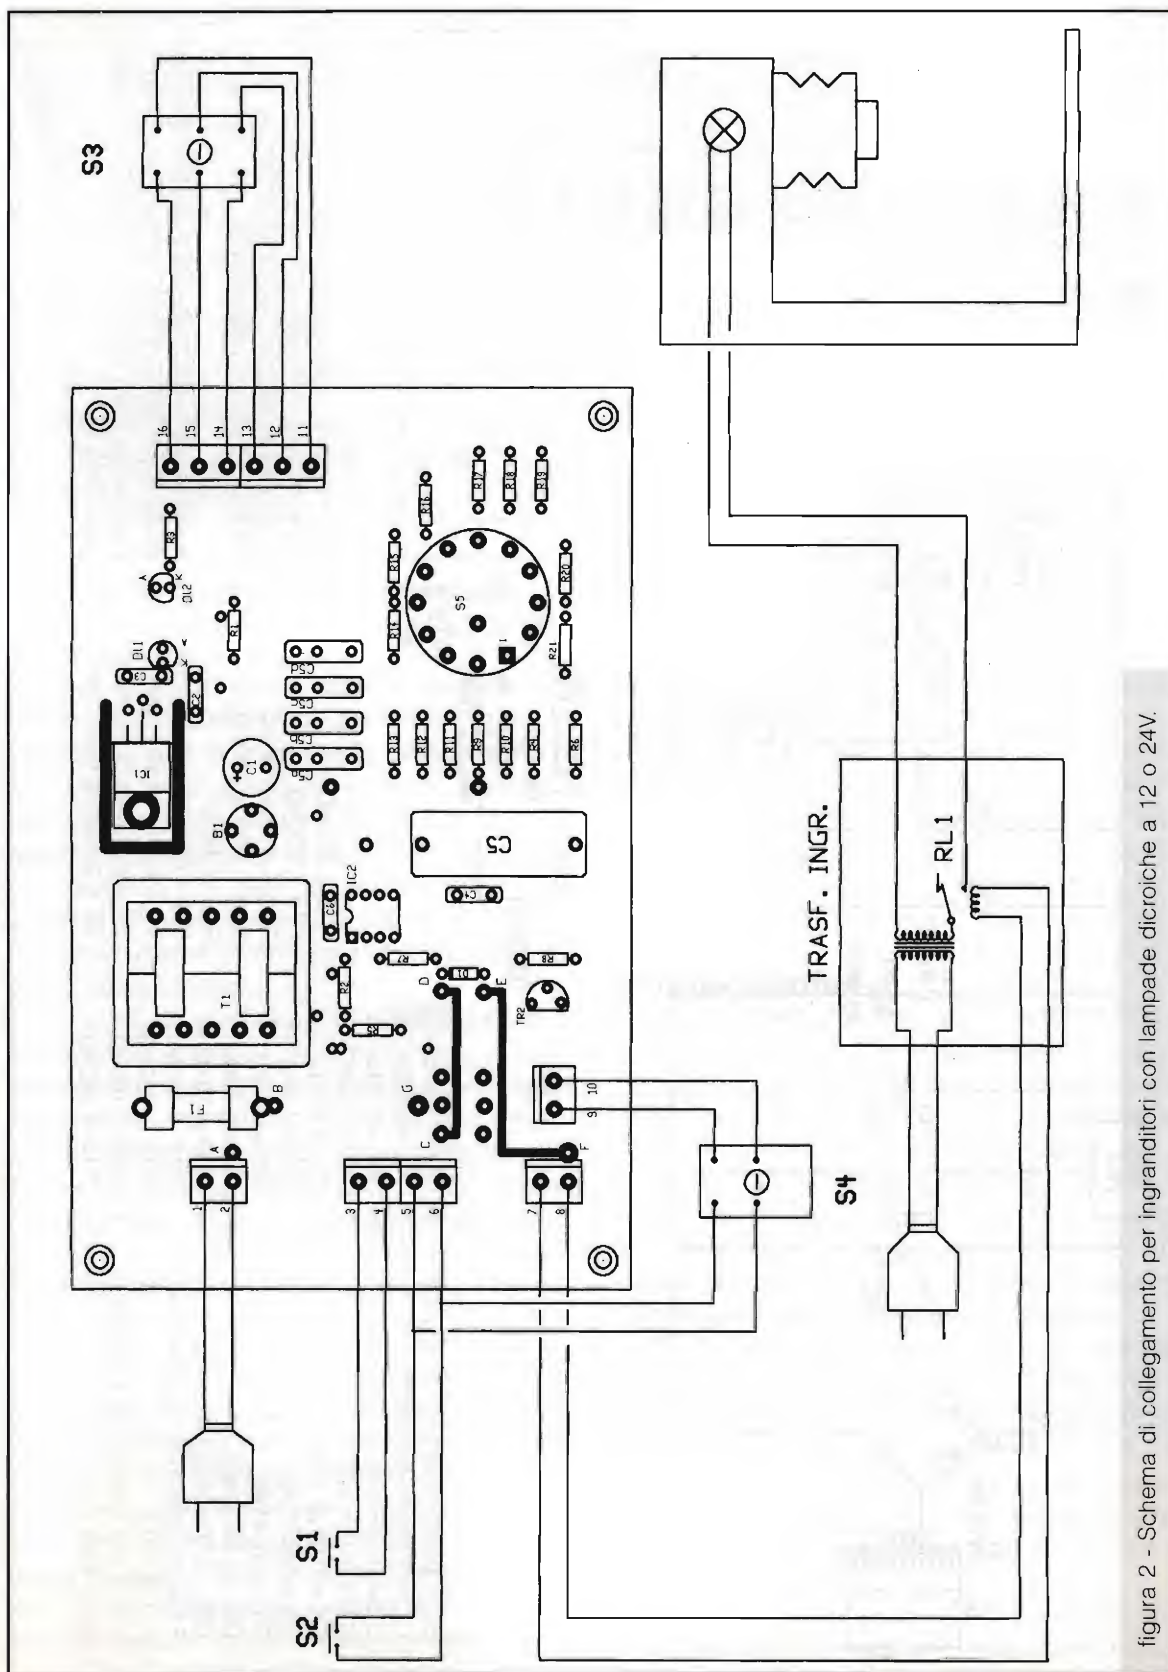 S3
16
15
14
13
12
11
R3
A
K
DL2
DL1
A
K
C3
C2
R1
IC1
+
C1
B1
C5d
C5c
C5b
C5a
R17
R18
R19
R16
R15
R14
S5
1
R20
R21
R13
R12
R11
R9
R10
R4
R6
C5
C4
IC2
C6
T1
R2
R7
R5
D
D1
E
R8
TR2
F1
B
A
G
C
F
10
9
1
2
3
4
5
6
7
8
S4
S1
S2
TRASF. INGR.
RL1
figura 2 - Schema di collegamento per ingranditori con lampade dicroiche a 12 o 24V.